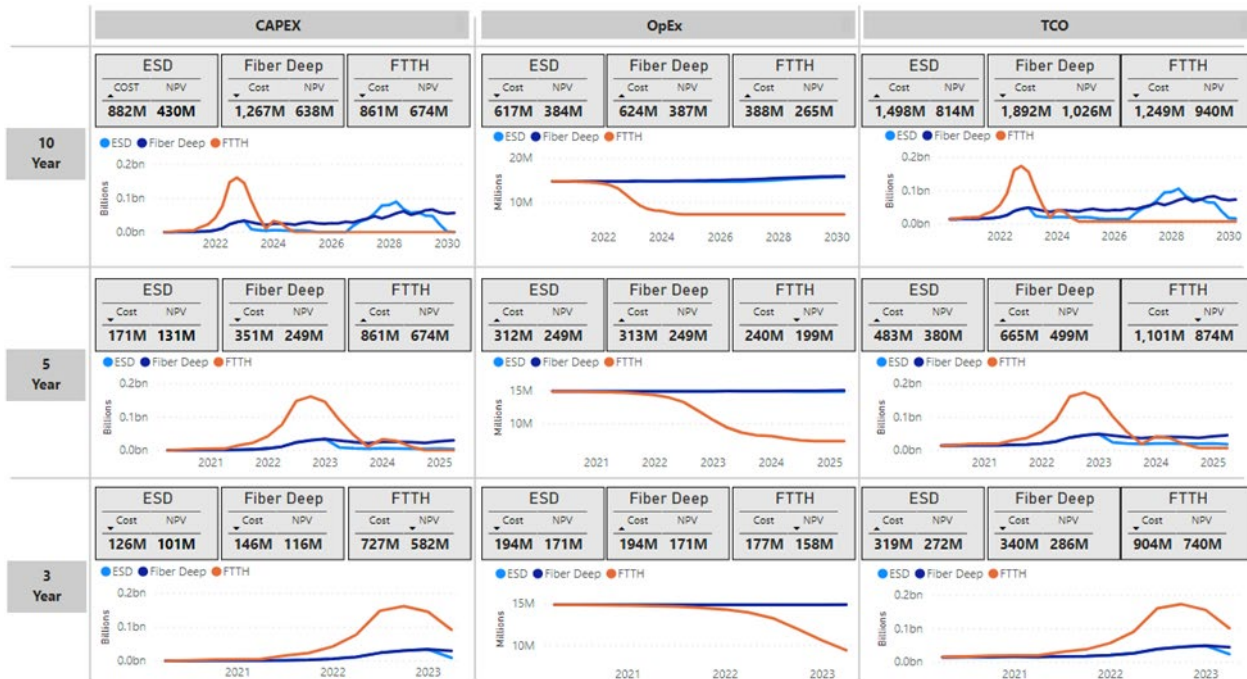 CAPEX OpEx TCO
10 Year
ESD Fiber Deep FTTH ESD Fiber Deep FTTH ESD Fiber Deep FTTH
COST NPV Cost NPV Cost NPV Cost NPV Cost NPV Cost NPV Cost NPV Cost NPV Cost NPV
882M 430M 1,267M 638M 861M 674M 617M 384M 624M 387M 388M 265M 1,498M 814M 1,892M 1,026M 1,249M 940M
ESD Fiber Deep FTTH ESD Fiber Deep FTTH ESD Fiber Deep FTTH
Billions 0.2bn 0.1bn 0.0bn
2022 2024 2026 2028 2030
Millions 20M 10M
2022 2024 2026 2028 2030
Billions 0.2bn 0.1bn 0.0bn
2022 2024 2026 2028 2030
5 Year
ESD Fiber Deep FTTH ESD Fiber Deep FTTH ESD Fiber Deep FTTH
Cost NPV Cost NPV Cost NPV Cost NPV Cost NPV Cost NPV Cost NPV Cost NPV Cost NPV
171M 131M 351M 249M 861M 674M 312M 249M 313M 249M 240M 199M 483M 380M 665M 499M 1,101M 874M
ESD Fiber Deep FTTH ESD Fiber Deep FTTH ESD Fiber Deep FTTH
Billions 0.2bn 0.1bn 0.0bn
2021 2022 2023 2024 2025
Millions 15M 10M
2021 2022 2023 2024 2025
Billions 0.2bn 0.1bn 0.0bn
2021 2022 2023 2024 2025
3 Year
ESD Fiber Deep FTTH ESD Fiber Deep FTTH ESD Fiber Deep FTTH
Cost NPV Cost NPV Cost NPV Cost NPV Cost NPV Cost NPV Cost NPV Cost NPV Cost NPV
126M 101M 146M 116M 727M 582M 194M 171M 194M 171M 177M 158M 319M 272M 340M 286M 904M 740M
ESD Fiber Deep FTTH ESD Fiber Deep FTTH ESD Fiber Deep FTTH
Billions 0.2bn 0.1bn 0.0bn
2021 2022 2023
Millions 15M 10M
2021 2022 2023
Billions 0.2bn 0.1bn 0.0bn
2021 2022 2023